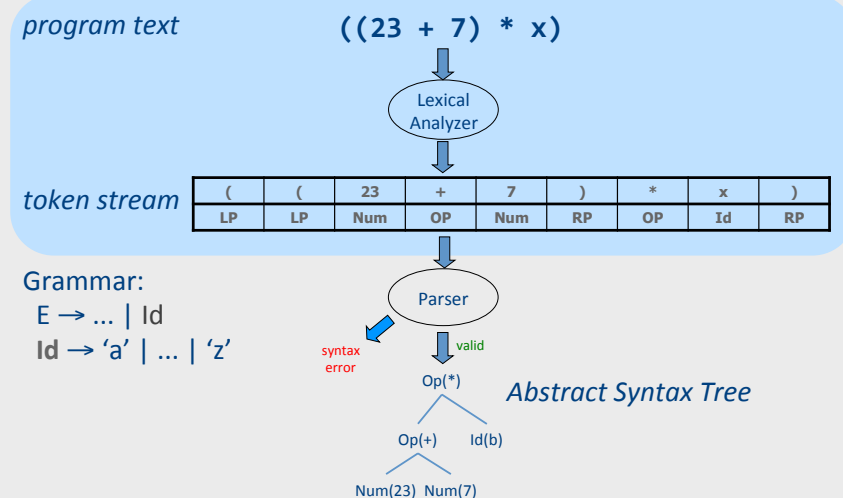 program text
((23 + 7) * x)
Lexical
Analyzer
token stream
( ( 23 + 7 ) * x )
LP LP Num OP Num RP OP Id RP
Grammar:
E → ... | Id
Id → ‘a’ | ... | ‘z’
Parser
syntax
error
valid
Op(*)
Abstract Syntax Tree
Op(+) Id(b)
Num(23) Num(7)